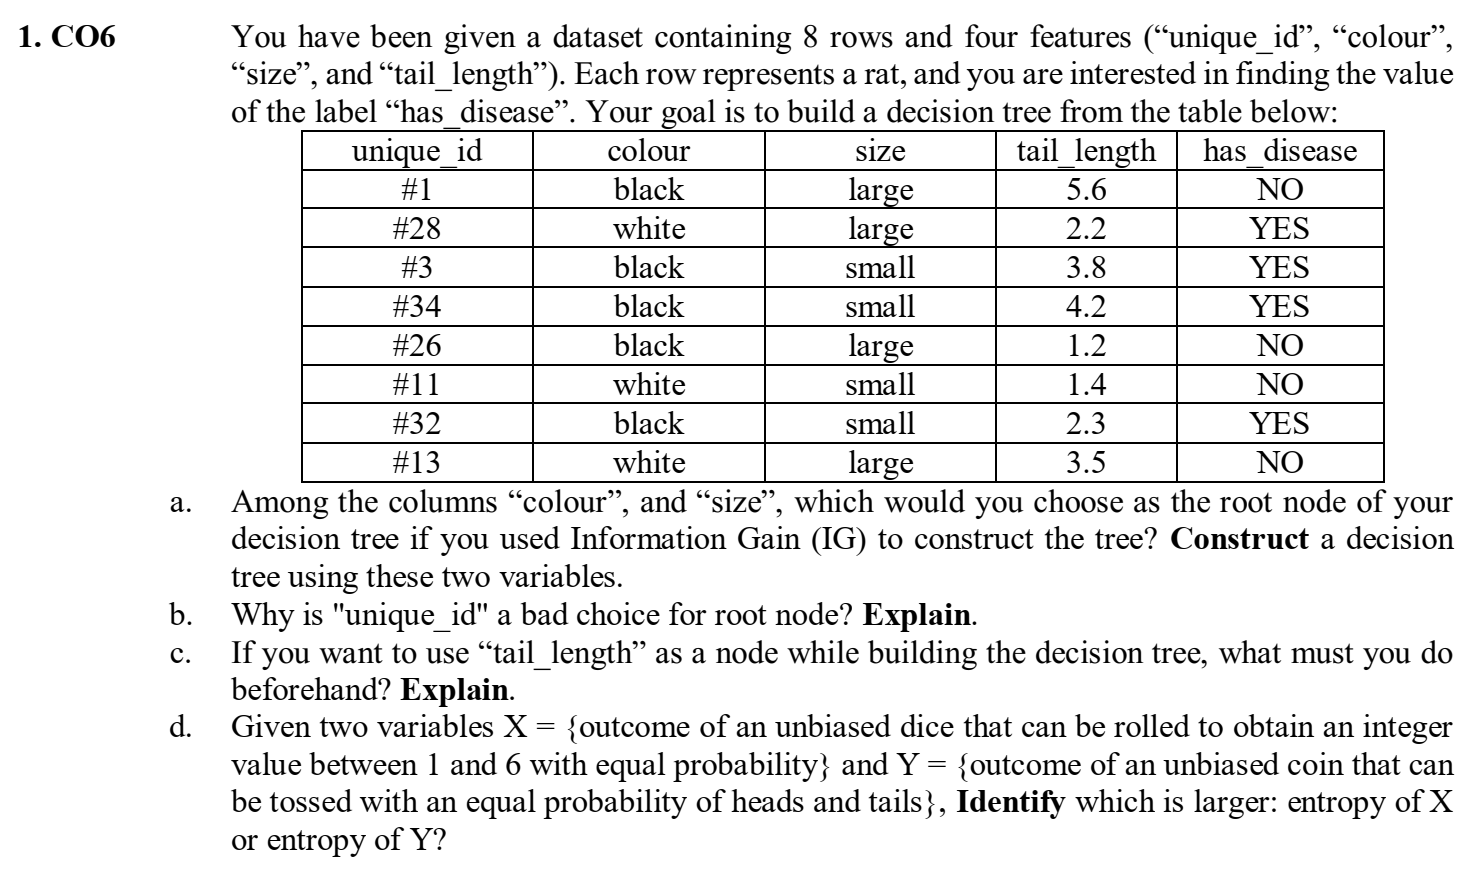 1. CO6 You have been given a dataset containing 8 rows and four features (“unique_id”, “colour”,
“size”, and “tail_length”). Each row represents a rat, and you are interested in finding the value
of the label “has_disease”. Your goal is to build a decision tree from the table below:
unique_id colour size tail_length has_disease
#1 black large 5.6 NO
#28 white large 2.2 YES
#3 black small 3.8 YES
#34 black small 4.2 YES
#26 black large 1.2 NO
#11 white small 1.4 NO
#32 black small 2.3 YES
#13 white large 3.5 NO
a. Among the columns “colour”, and “size”, which would you choose as the root node of your
decision tree if you used Information Gain (IG) to construct the tree? Construct a decision
tree using these two variables.
b. Why is "unique_id" a bad choice for root node? Explain.
c. If you want to use “tail_length” as a node while building the decision tree, what must you do
beforehand? Explain.
d. Given two variables X = {outcome of an unbiased dice that can be rolled to obtain an integer
value between 1 and 6 with equal probability} and Y = {outcome of an unbiased coin that can
be tossed with an equal probability of heads and tails}, Identify which is larger: entropy of X
or entropy of Y?